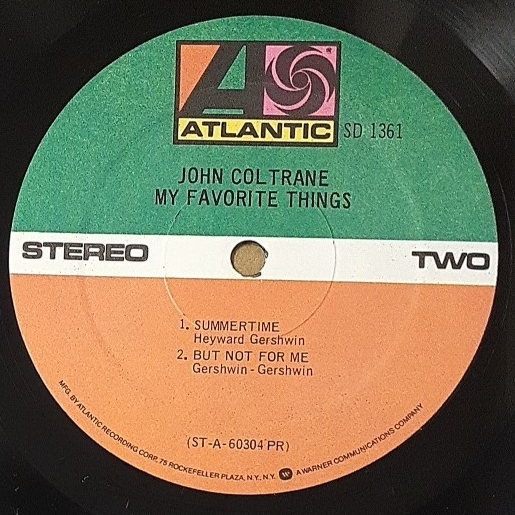 ATLANTIC
SD 1361
JOHN COLTRANE
MY FAVORITE THINGS
STEREO
TWO
1. SUMMERTIME
Heyward Gershwin
2. BUT NOT FOR ME
Gershwin - Gershwin
(ST-A-60304 PR)
MFG. BY ATLANTIC RECORDING CORP., 75 ROCKEFELLER PLAZA, N.Y., N.Y. W A WARNER COMMUNICATIONS COMPANY